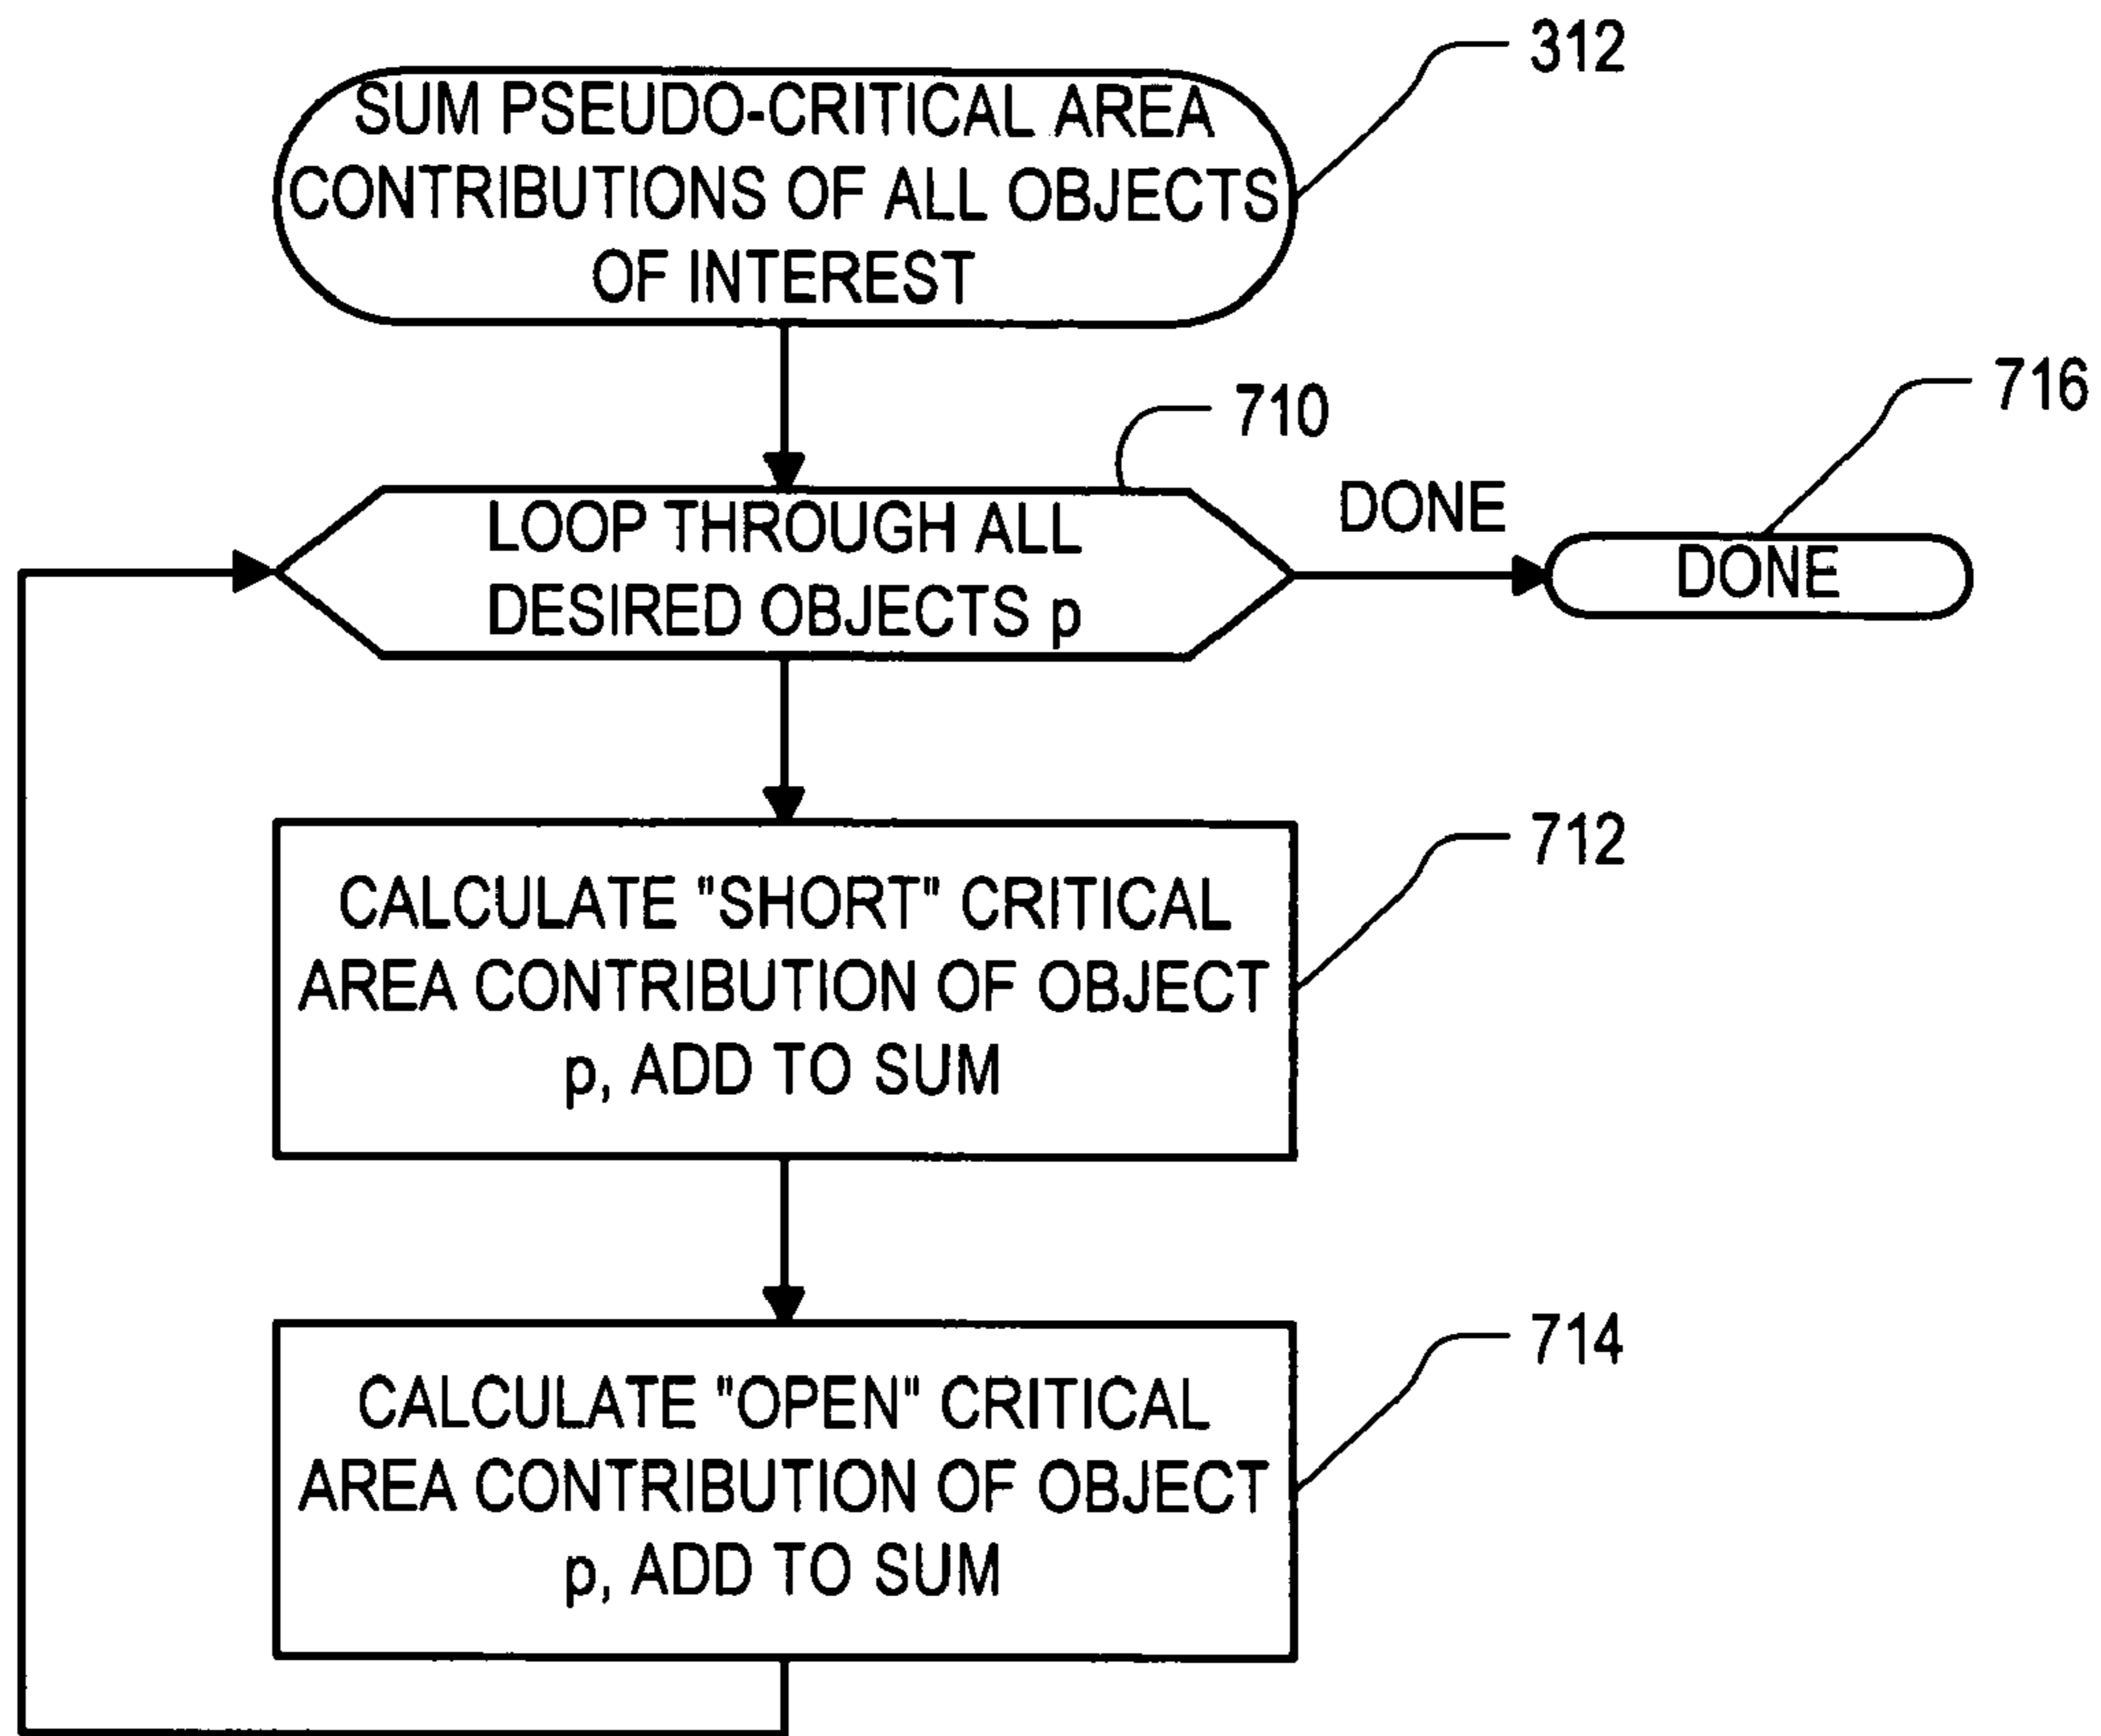 312
SUM PSEUDO-CRITICAL AREA
CONTRIBUTIONS OF ALL OBJECTS
OF INTEREST
710
716
LOOP THROUGH ALL
DESIRED OBJECTS p
DONE
DONE
712
CALCULATE "SHORT" CRITICAL
AREA CONTRIBUTION OF OBJECT
p, ADD TO SUM
714
CALCULATE "OPEN" CRITICAL
AREA CONTRIBUTION OF OBJECT
p, ADD TO SUM